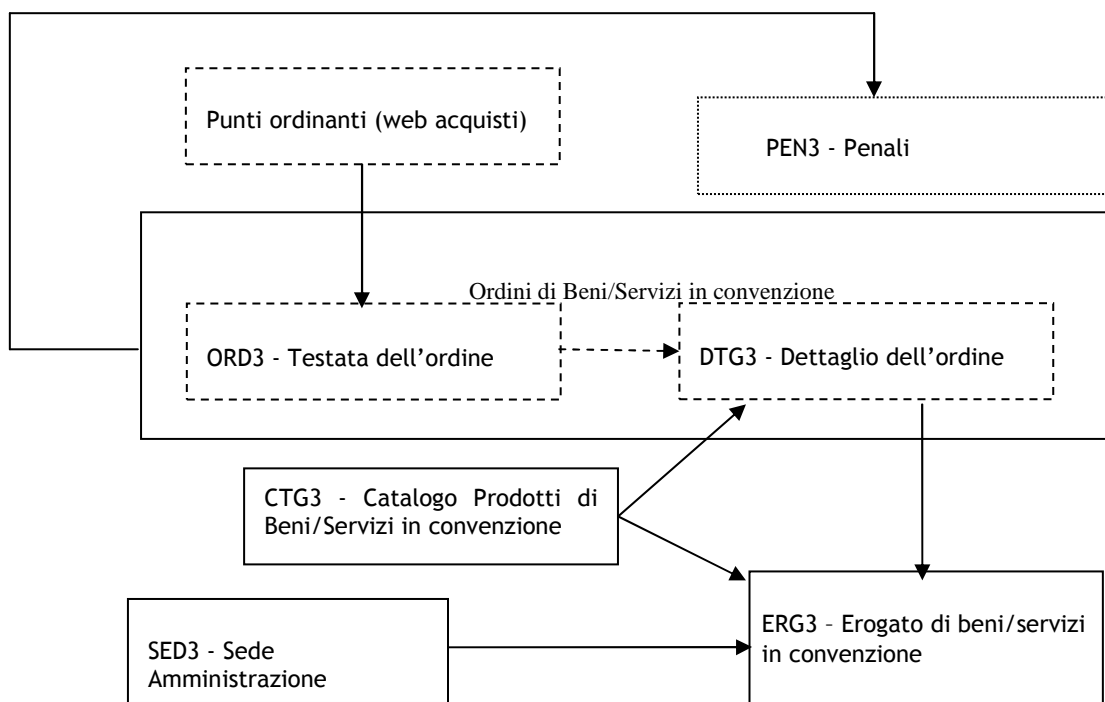 Punti ordinanti (web acquisti)
PEN3 - Penali
Ordini di Beni/Servizi in convenzione
ORD3 - Testata dell’ordine
DTG3 - Dettaglio dell’ordine
CTG3 - Catalogo Prodotti di
Beni/Servizi in convenzione
ERG3 – Erogato di beni/servizi
in convenzione
SED3 - Sede
Amministrazione